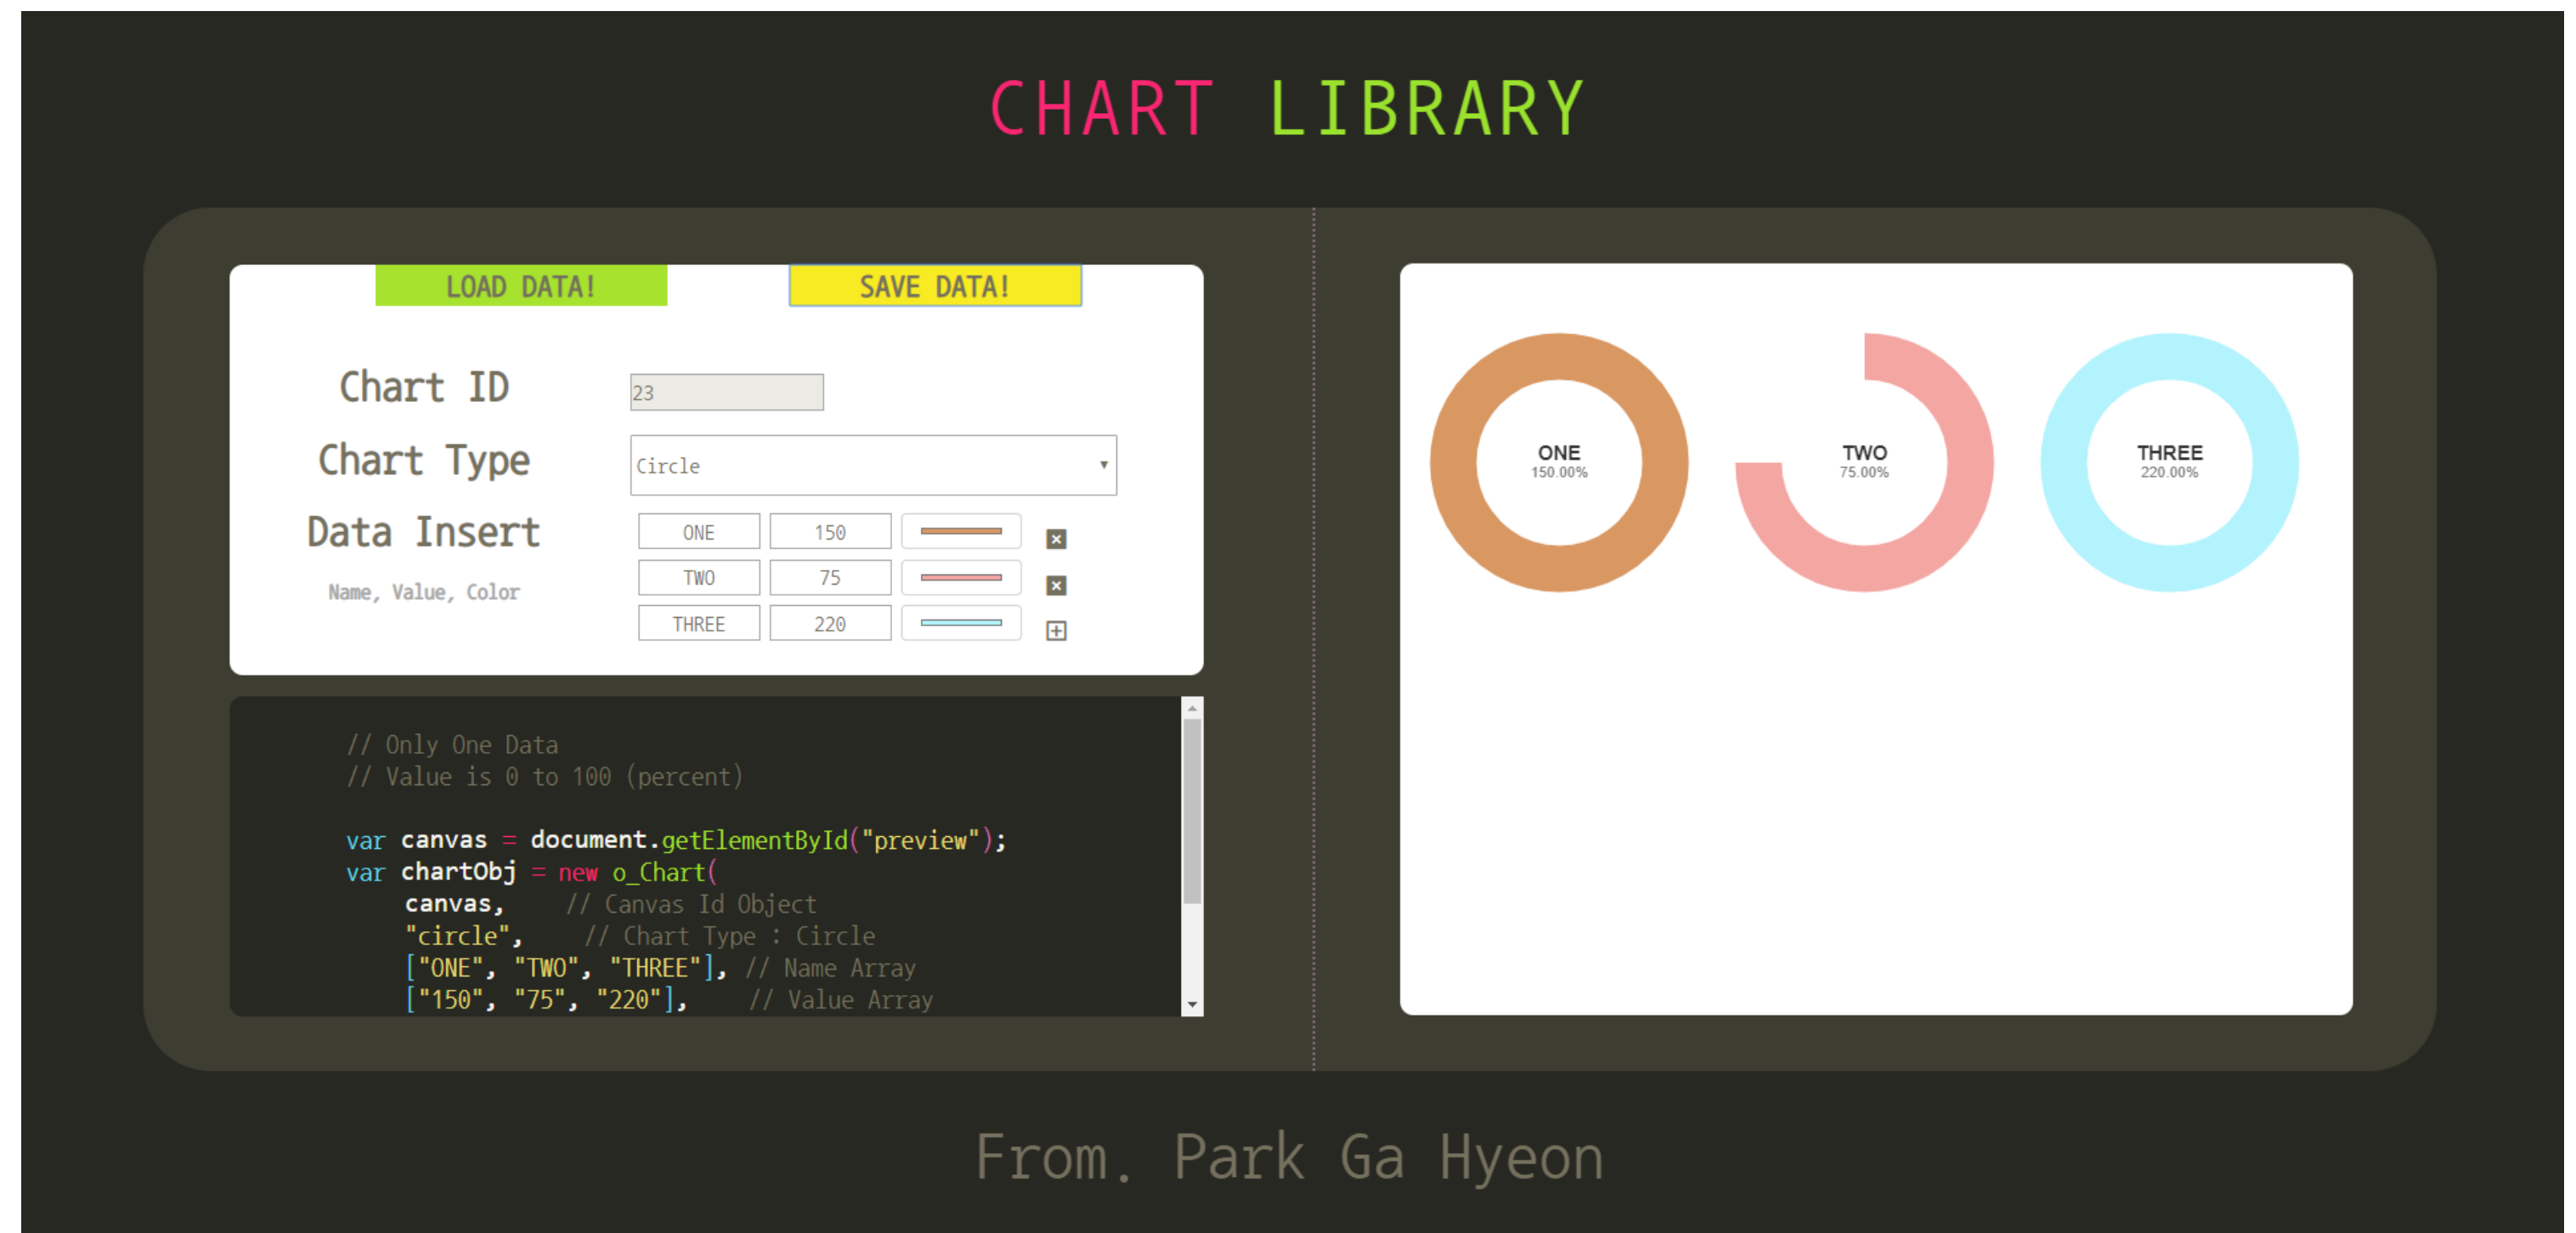 CHART LIBRARY
LOAD DATA!
SAVE DATA!
Chart ID
23
Chart Type
Circle
Data Insert
Name, Value, Color
ONE 150
TWO 75
THREE 220
// Only One Data
// Value is 0 to 100 (percent)
var canvas = document.getElementById("preview");
var chartObj = new o_Chart(
canvas, // Canvas Id Object
"circle", // Chart Type : Circle
["ONE", "TWO", "THREE"], // Name Array
["150", "75", "220"], // Value Array
ONE
150.00%
TWO
75.00%
THREE
220.00%
From. Park Ga Hyeon